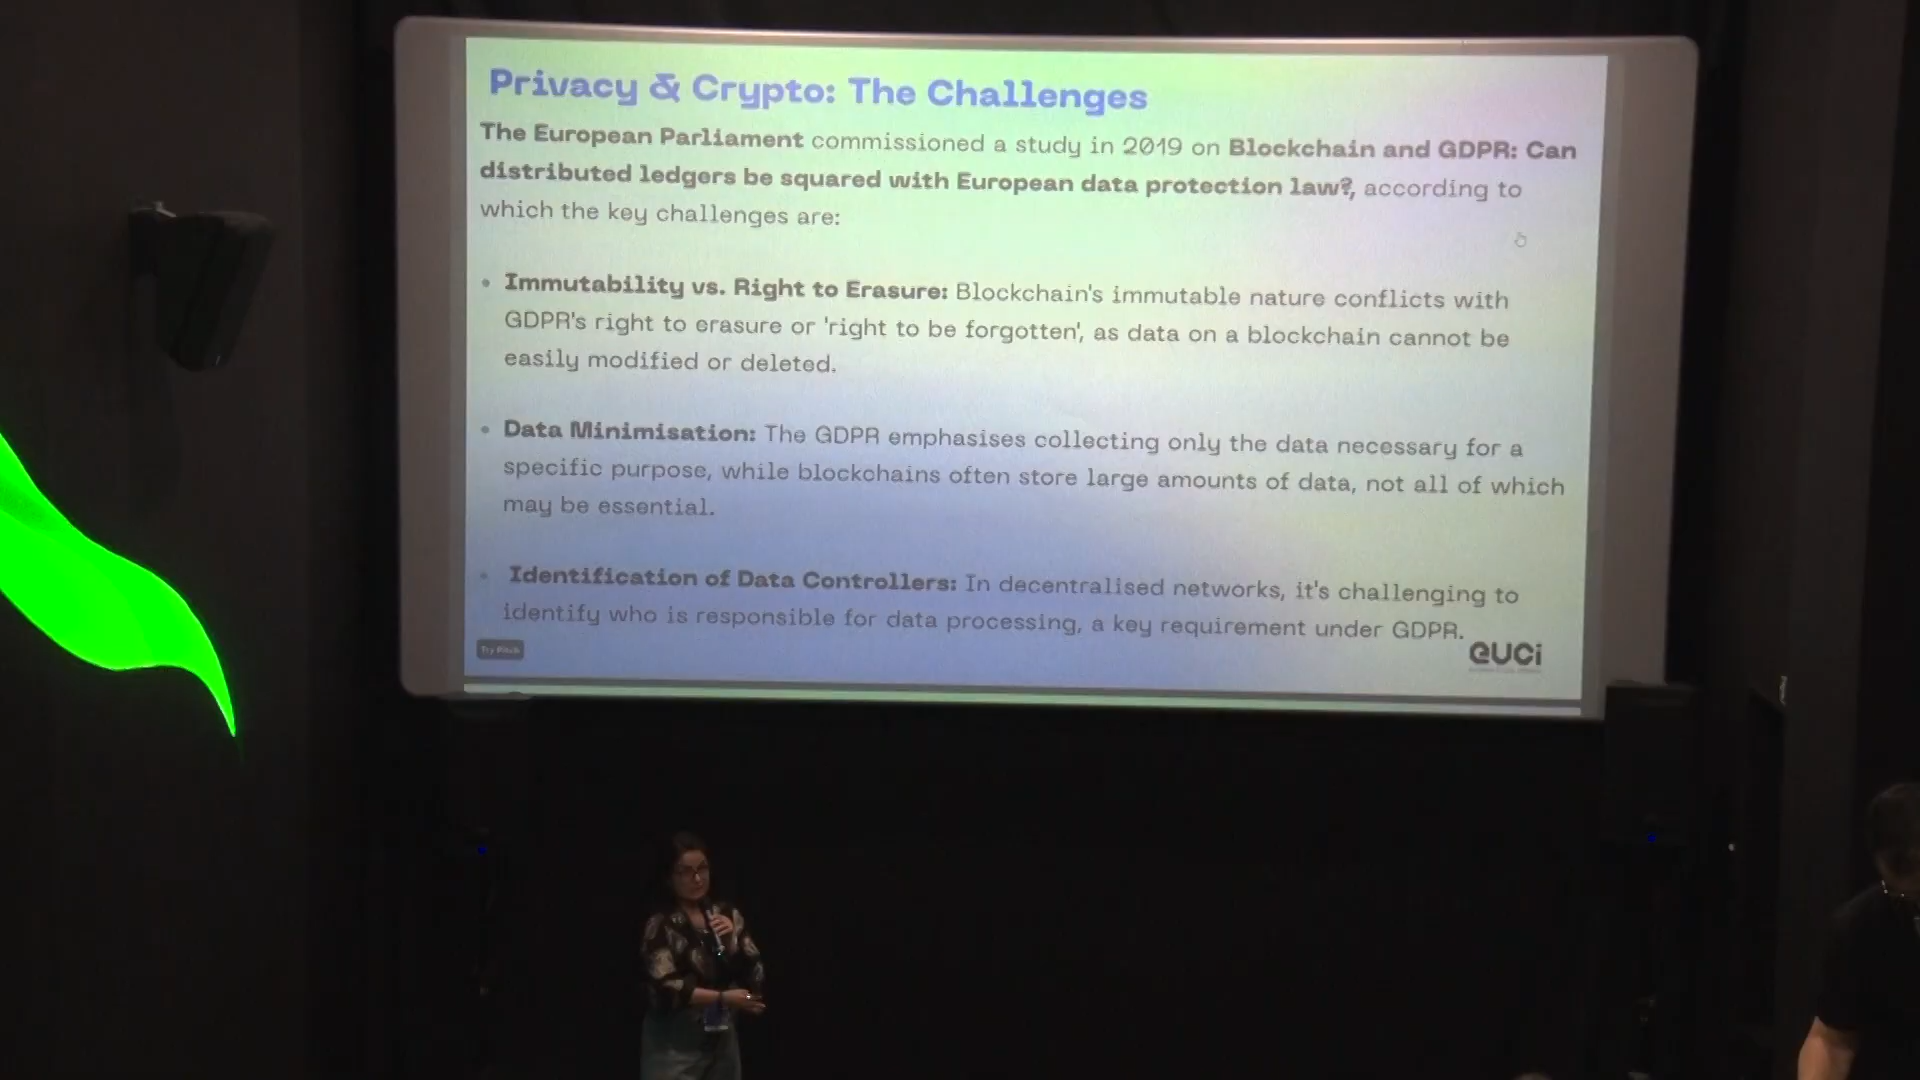 Privacy & Crypto: The Challenges
The European Parliament commissioned a study in 2019 on Blockchain and GDPR: Can
distributed ledgers be squared with European data protection law?, according to
which the key challenges are:
• Immutability vs. Right to Erasure: Blockchain's immutable nature conflicts with
GDPR's right to erasure or 'right to be forgotten', as data on a blockchain cannot be
easily modified or deleted.
• Data Minimisation: The GDPR emphasises collecting only the data necessary for a
specific purpose, while blockchains often store large amounts of data, not all of which
may be essential.
• Identification of Data Controllers: In decentralised networks, it's challenging to
identify who is responsible for data processing, a key requirement under GDPR.
Try Pitch
eUCi